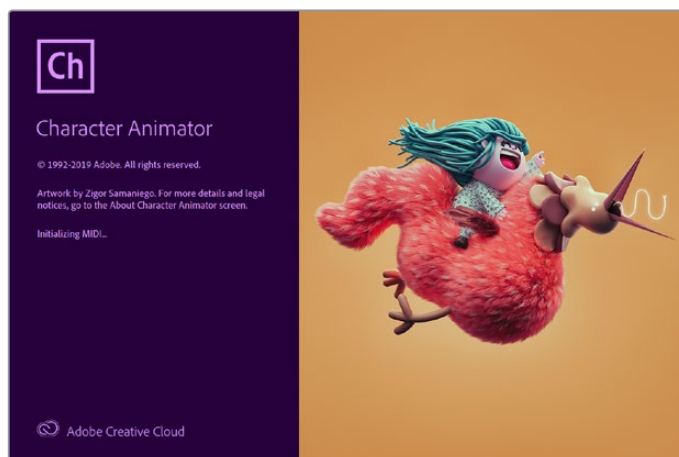 Ch
Character Animator
© 1992-2019 Adobe. All rights reserved.
Artwork by Zigor Samaniego. For more details and legal
notices, go to the About Character Animator screen.
Initializing MIDI...
Adobe Creative Cloud